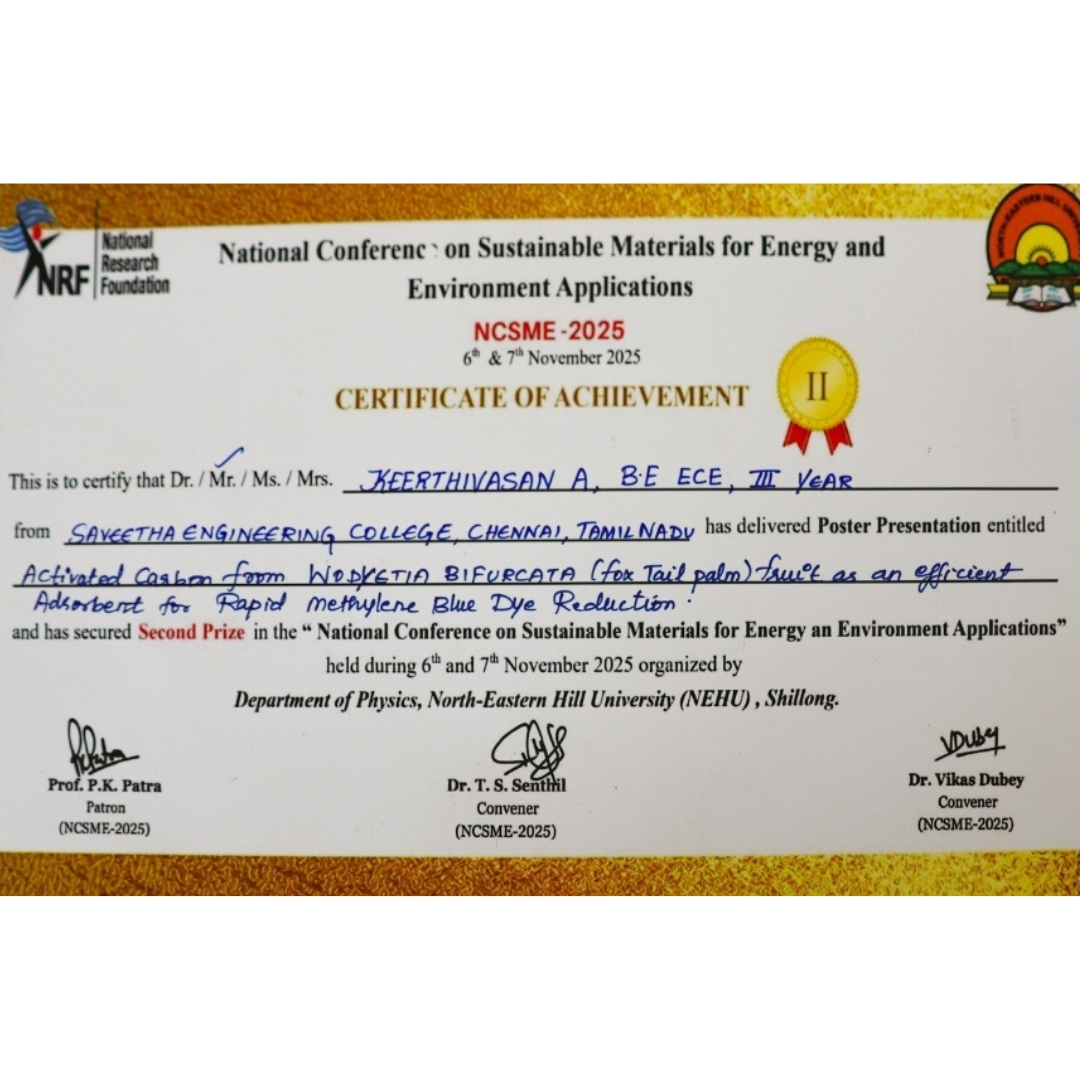 NRF
National
Research
Foundation
NORTH-EASTERN HILL
National Conferenc on Sustainable Materials for Energy and
Environment Applications
NCSME -2025
6th & 7th November 2025
CERTIFICATE OF ACHIEVEMENT
II
This is to certify that Dr. / Mr. / Ms. / Mrs. KEERTHIVASAN A, B.E ECE, III YEAR
from SAVEETHA ENGINEERING COLLEGE, CHENNAI, TAMILNADU has delivered Poster Presentation entitled
Activated Carbon from WODYETIA BIFURCATA (fox Tail palm) fruit as an efficient
Adsorbent for Rapid methylene Blue Dye Reduction.
and has secured Second Prize in the “ National Conference on Sustainable Materials for Energy an Environment Applications”
held during 6th and 7th November 2025 organized by
Department of Physics, North-Eastern Hill University (NEHU) , Shillong.
PKPatra
VDubey
Prof. P.K. Patra
Dr. T. S. Senthil
Dr. Vikas Dubey
Patron
Convener
Convener
(NCSME-2025)
(NCSME-2025)
(NCSME-2025)